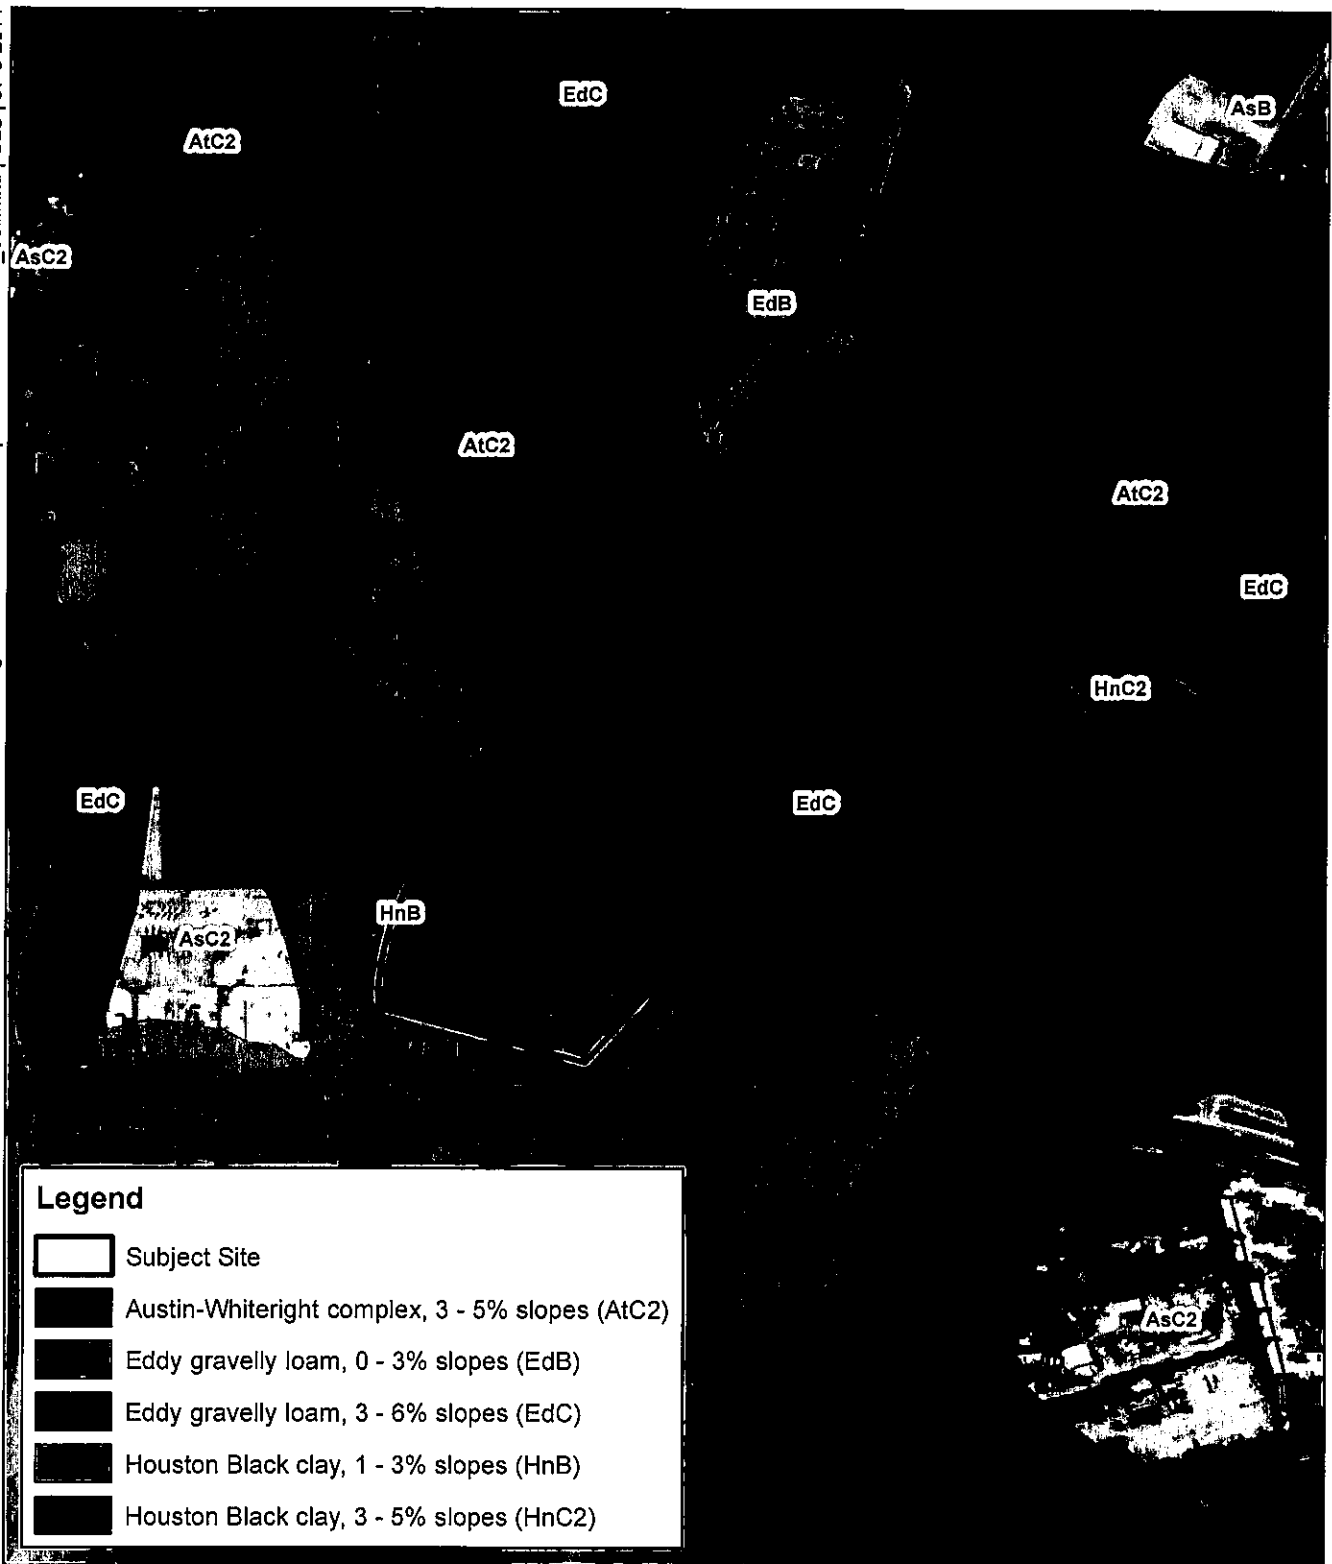 EdC
AsB
AtC2
AsC2
EdB
AtC2
AtC2
EdC
HnC2
EdC
EdC
HnB
AsC2
AsC2
Legend
Subject Site
Austin-Whiteright complex, 3 - 5% slopes (AtC2)
Eddy gravelly loam, 0 - 3% slopes (EdB)
Eddy gravelly loam, 3 - 6% slopes (EdC)
Houston Black clay, 1 - 3% slopes (HnB)
Houston Black clay, 3 - 5% slopes (HnC2)